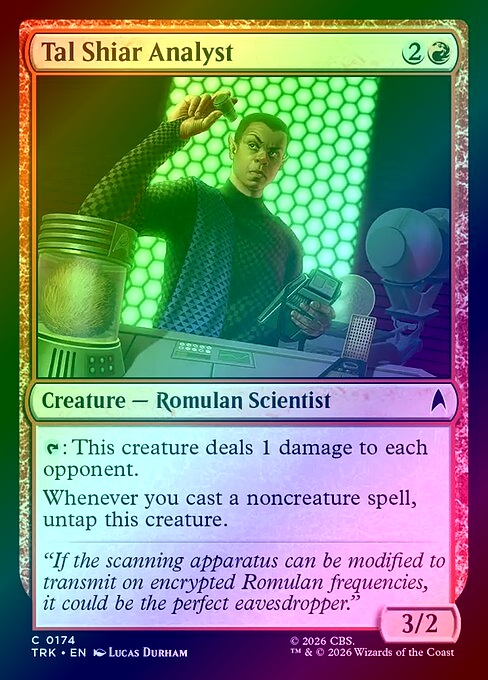 Tal Shiar Analyst 2
Creature — Romulan Scientist
: This creature deals 1 damage to each
opponent.
Whenever you cast a noncreature spell,
untap this creature.
“If the scanning apparatus can be modified to
transmit on encrypted Romulan frequencies,
it could be the perfect eavesdropper.”
3/2
C 0174
TRK • EN Lucas Durham
© 2026 CBS.
™ & © 2026 Wizards of the Coast